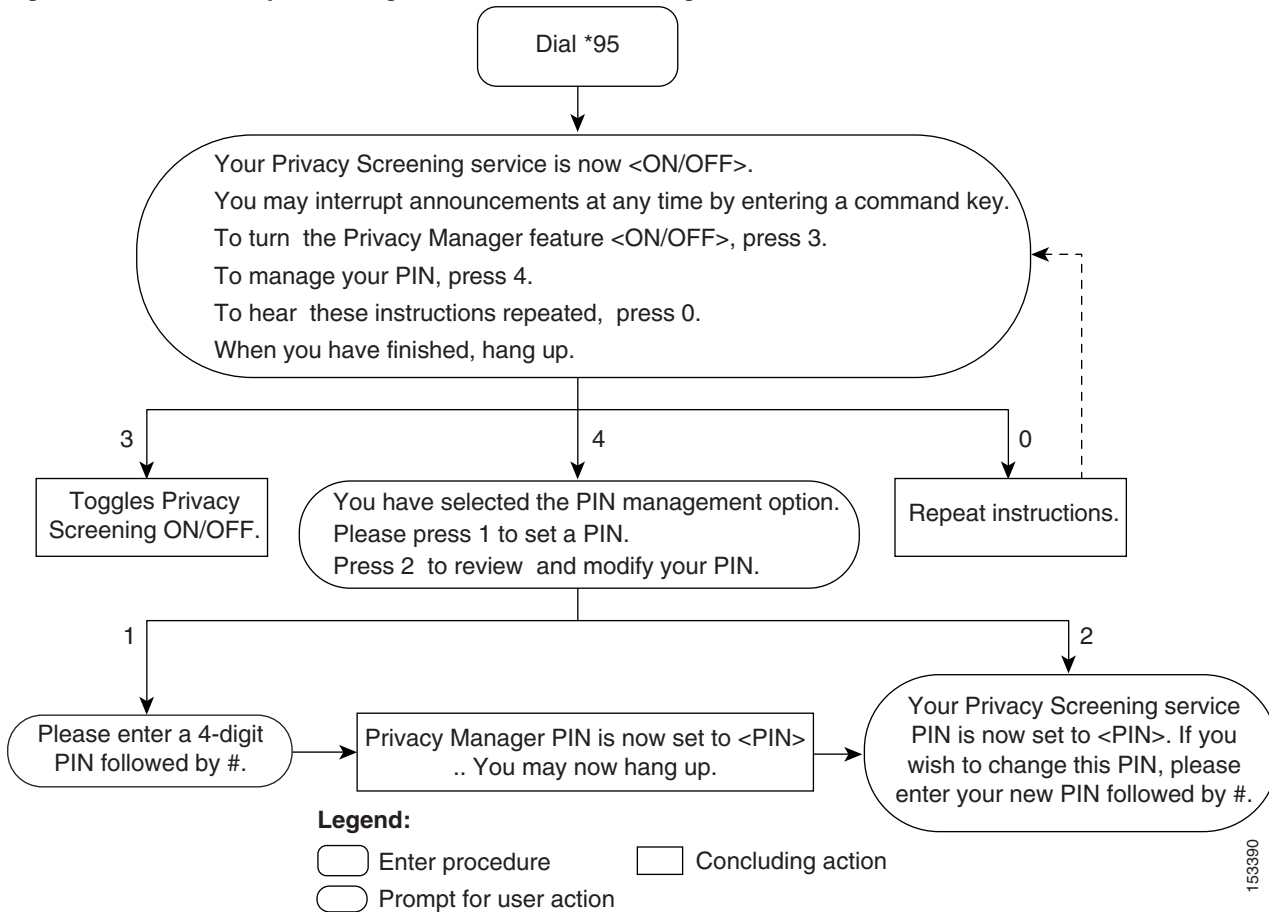 Dial *95
Your Privacy Screening service is now <ON/OFF>.
You may interrupt announcements at any time by entering a command key.
To turn the Privacy Manager feature <ON/OFF>, press 3.
To manage your PIN, press 4.
To hear these instructions repeated, press 0.
When you have finished, hang up.
3
4
0
Toggles Privacy
Screening ON/OFF.
You have selected the PIN management option.
Please press 1 to set a PIN.
Press 2 to review and modify your PIN.
Repeat instructions.
1
2
Please enter a 4-digit
PIN followed by #.
Privacy Manager PIN is now set to <PIN>
.. You may now hang up.
Your Privacy Screening service
PIN is now set to <PIN>. If you
wish to change this PIN, please
enter your new PIN followed by #.
Legend:
Enter procedure
Concluding action
Prompt for user action
153390